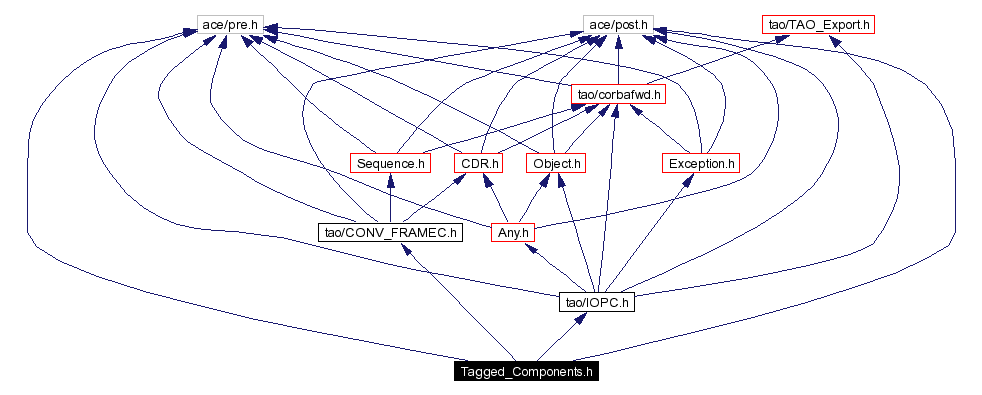 ace/pre.h
ace/post.h
tao/TAO_Export.h
tao/corbafwd.h
Sequence.h
CDR.h
Object.h
Exception.h
tao/CONV_FRAMEC.h
Any.h
tao/IOPC.h
Tagged_Components.h